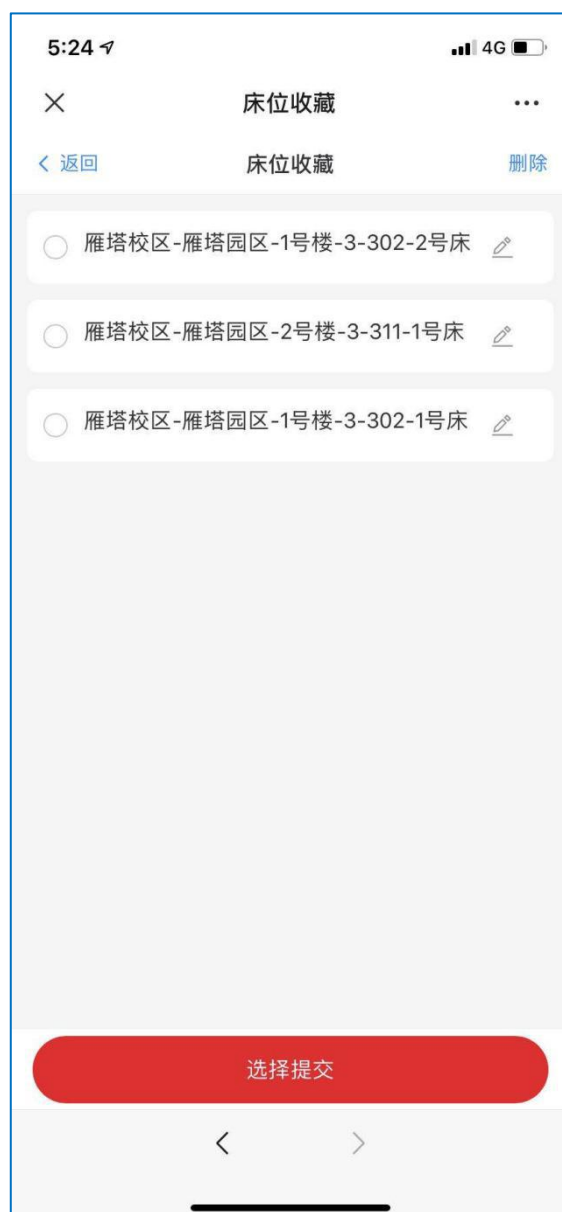 5:24 4G
床位收藏
返回 床位收藏 删除
雁塔校区-雁塔园区-1号楼-3-302-2号床
雁塔校区-雁塔园区-2号楼-3-311-1号床
雁塔校区-雁塔园区-1号楼-3-302-1号床
选择提交